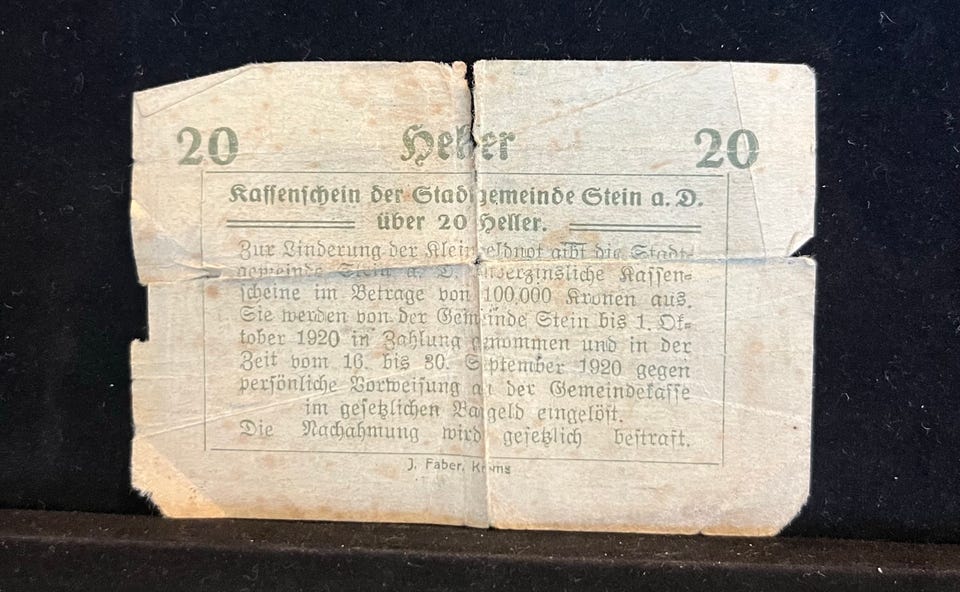 20 Heller 20
Kassenschein der Stadtgemeinde Stein a. D.
über 20 Heller.
Zur Linderung der Kleingeldnot gibt die Stadt-
gemeinde Stein a. D. unverzinsliche Kassen-
scheine im Betrage von 100,000 Kronen aus.
Sie werden von der Gemeinde Stein bis 1. Ok-
tober 1920 in Zahlung genommen und in der
Zeit vom 16. bis 30. September 1920 gegen
persönliche Vorweisung an der Gemeindekasse
im gesetzlichen Bargeld eingelöst.
Die Nachahmung wird gesetzlich bestraft.
J. Faber, Krems